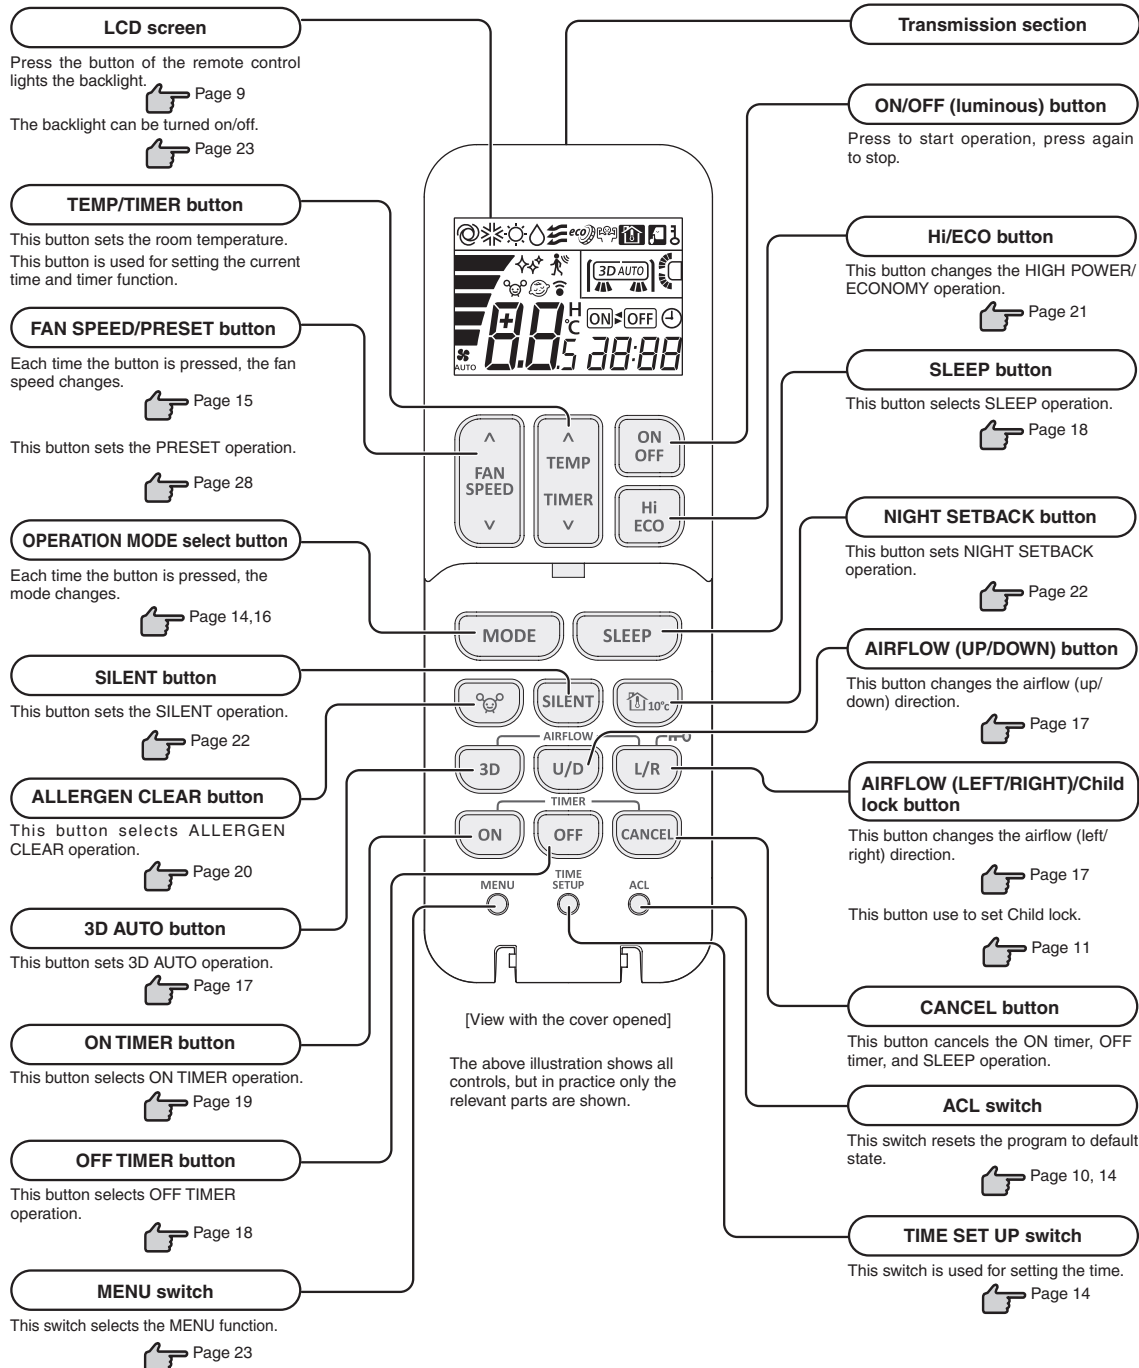 LCD screen
Press the button of the remote control
lights the backlight.
Page 9
The backlight can be turned on/off.
Page 23
TEMP/TIMER button
This button sets the room temperature.
This button is used for setting the current
time and timer function.
FAN SPEED/PRESET button
Each time the button is pressed, the fan
speed changes.
Page 15
This button sets the PRESET operation.
Page 28
OPERATION MODE select button
Each time the button is pressed, the
mode changes.
Page 14,16
SILENT button
This button sets the SILENT operation.
Page 22
ALLERGEN CLEAR button
This button selects ALLERGEN
CLEAR operation.
Page 20
3D AUTO button
This button sets 3D AUTO operation.
Page 17
ON TIMER button
This button selects ON TIMER operation.
Page 19
OFF TIMER button
This button selects OFF TIMER
operation.
Page 18
MENU switch
This switch selects the MENU function.
Page 23
eco
3D AUTO
H
°C
ON
OFF
AUTO
8.8.5
28:88
FAN
SPEED
TEMP
TIMER
ON
OFF
Hi
ECO
MODE
SLEEP
SILENT
10°c
AIRFLOW
3D
U/D
L/R
TIMER
ON
OFF
CANCEL
MENU
TIME
SETUP
ACL
[View with the cover opened]
The above illustration shows all
controls, but in practice only the
relevant parts are shown.
Transmission section
ON/OFF (luminous) button
Press to start operation, press again
to stop.
Hi/ECO button
This button changes the HIGH POWER/
ECONOMY operation.
Page 21
SLEEP button
This button selects SLEEP operation.
Page 18
NIGHT SETBACK button
This button sets NIGHT SETBACK
operation.
Page 22
AIRFLOW (UP/DOWN) button
This button changes the airflow (up/
down) direction.
Page 17
AIRFLOW (LEFT/RIGHT)/Child
lock button
This button changes the airflow (left/
right) direction.
Page 17
This button use to set Child lock.
Page 11
CANCEL button
This button cancels the ON timer, OFF
timer, and SLEEP operation.
ACL switch
This switch resets the program to default
state.
Page 10, 14
TIME SET UP switch
This switch is used for setting the time.
Page 14